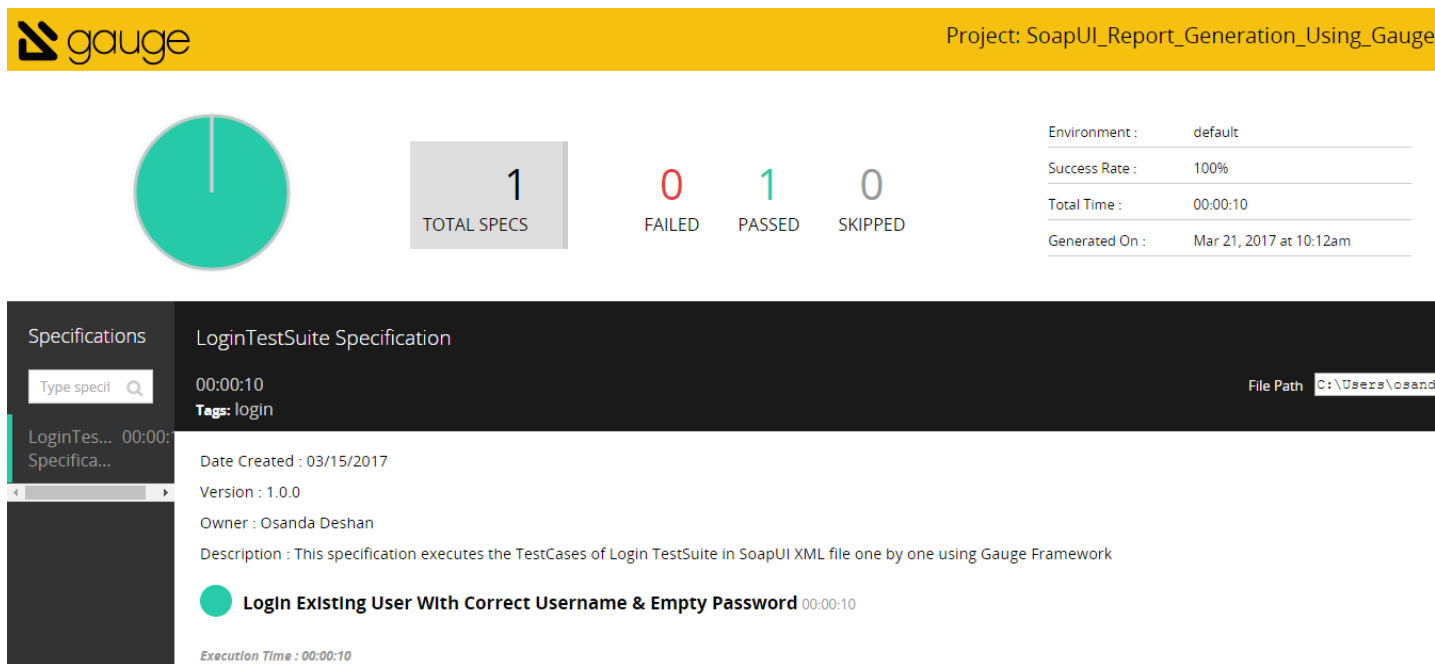 gauge
Project: SoapUI_Report_Generation_Using_Gauge
1
TOTAL SPECS
0
FAILED
1
PASSED
0
SKIPPED
Environment : default
Success Rate : 100%
Total Time : 00:00:10
Generated On : Mar 21, 2017 at 10:12am
Specifications
Type specif
LoginTes... 00:00:
Specifica...
LoginTestSuite Specification
00:00:10
File Path C:\Users\osand
Tags: login
Date Created : 03/15/2017
Version : 1.0.0
Owner : Osanda Deshan
Description : This specification executes the TestCases of Login TestSuite in SoapUI XML file one by one using Gauge Framework
Login Existing User With Correct Username & Empty Password 00:00:10
Execution Time : 00:00:10